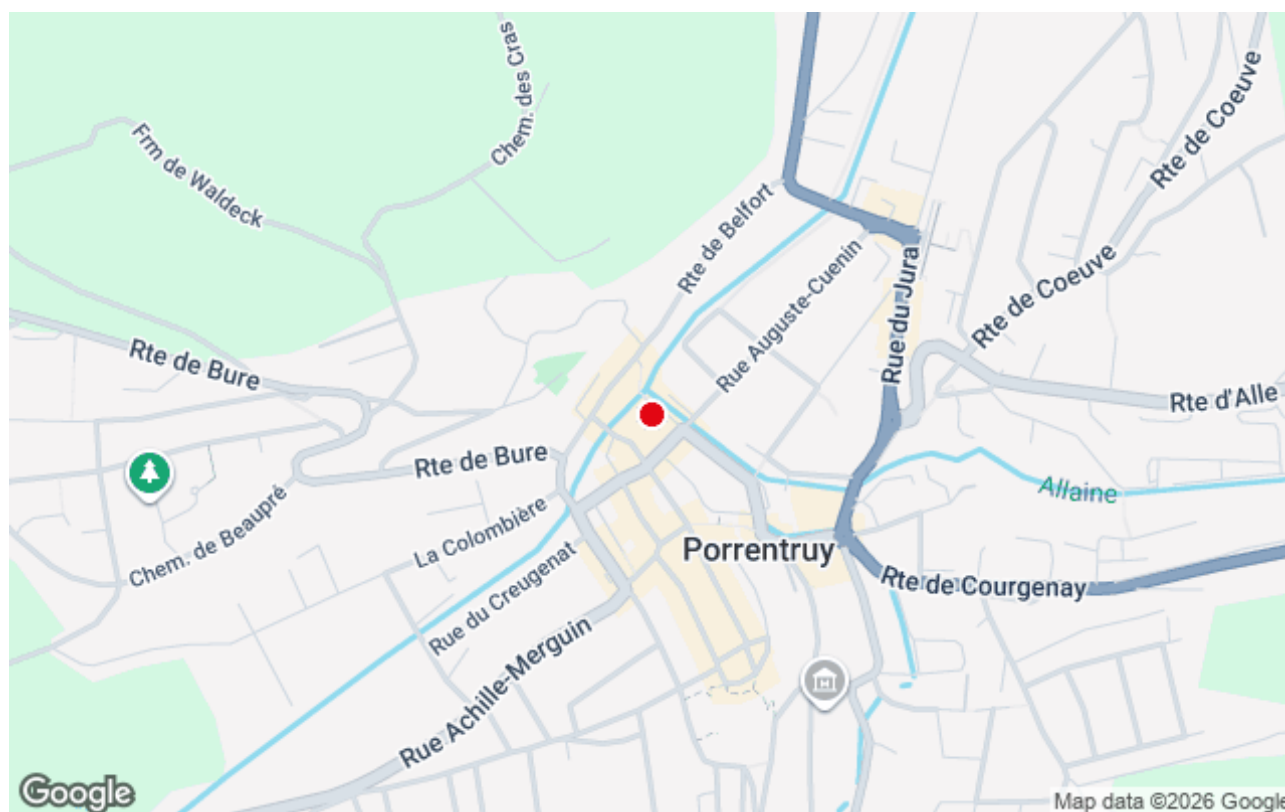 Chem. des Cras
Frm de Waldeck
Rte de Coeuve
Rte de Belfort
Rue Auguste-Cuenin
Rue du Jura
Rte de Coeuve
Rte de Bure
Rte d'Alle
Rte de Bure
Allaine
Chem. de Beaupré
La Colombière
Porrentruy
Rue du Creugenat
Rte de Courgenay
Rue Achille-Merguin
Google
Map data ©2026 Google